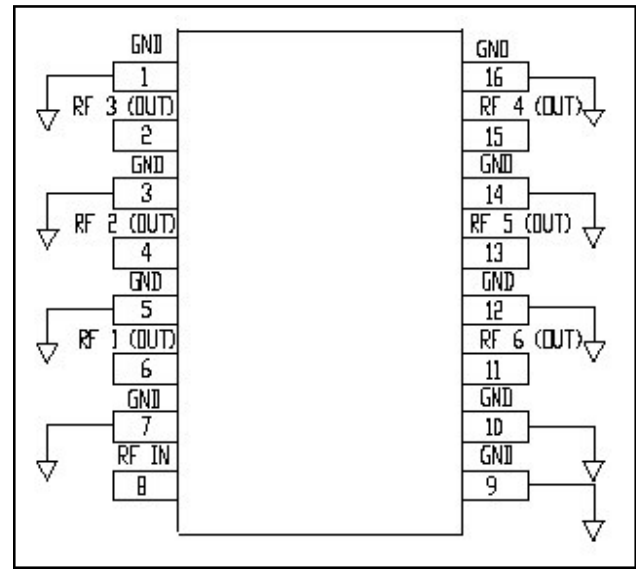 GND
1
RF 3 (OUT)
2
GND
3
RF 2 (OUT)
4
GND
5
RF 1 (OUT)
6
GND
7
RF IN
8
GND
16
RF 4 (OUT)
15
GND
14
RF 5 (OUT)
13
GND
12
RF 6 (OUT)
11
GND
10
GND
9